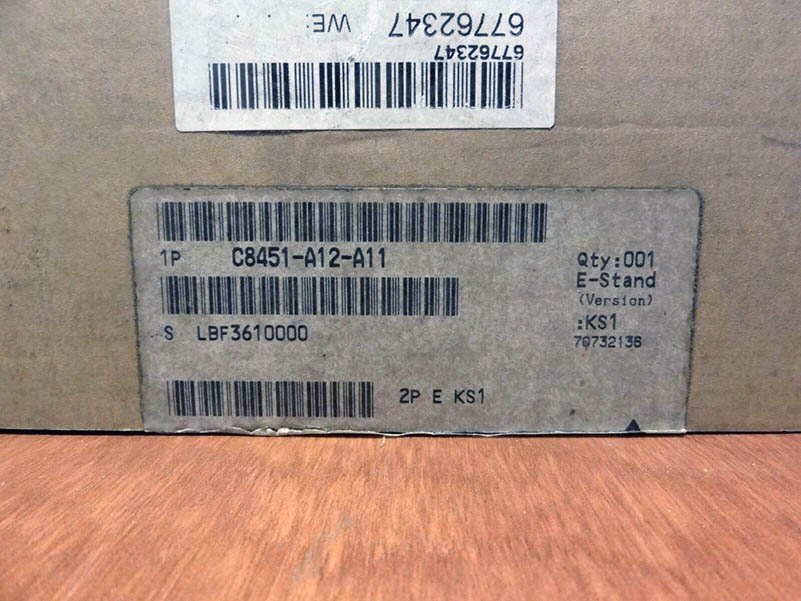 67762347 WE:
67762347
1P C8451-A12-A11
Qty:001
E-Stand
(Version)
:KS1
70732136
S LBF3610000
2P E KS1